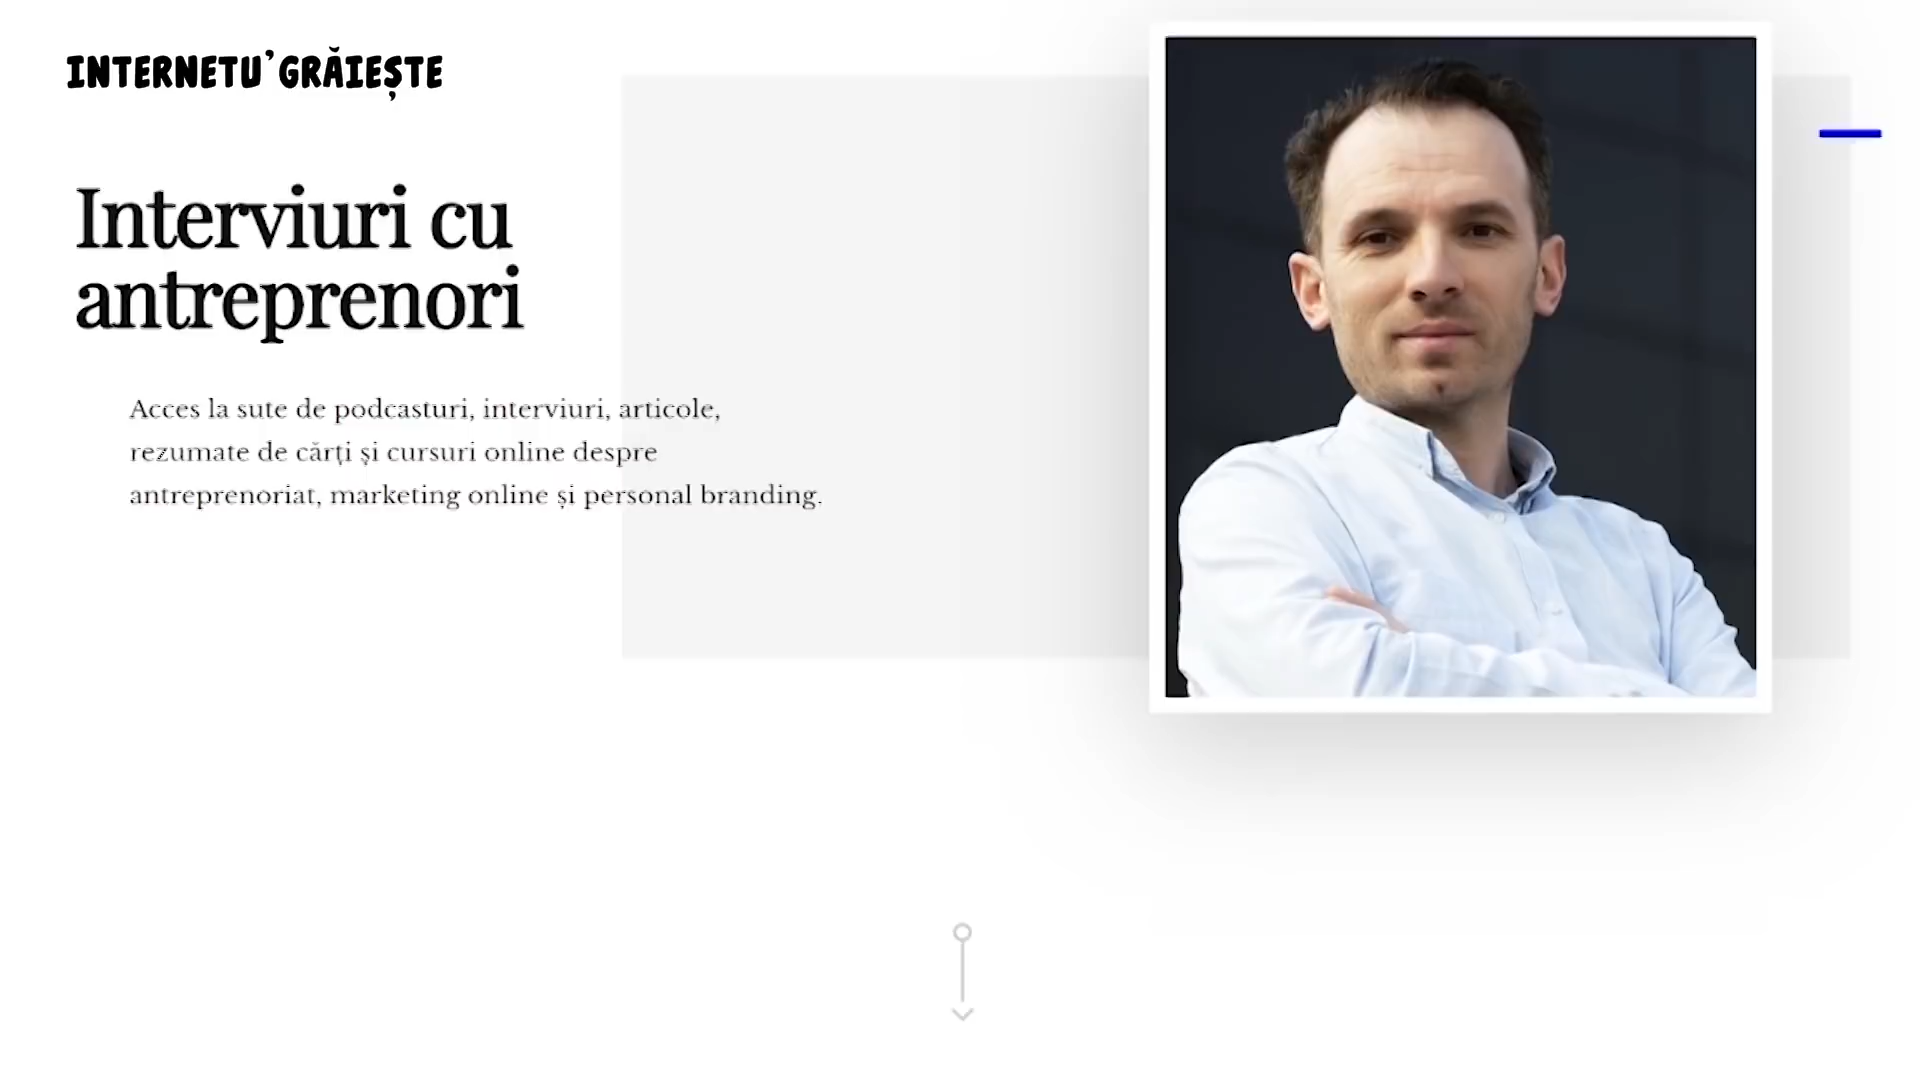 INTERNETU'GRĂIEȘTE
Interviuri cu
antreprenori
Acces la sute de podcasturi, interviuri, articole,
rezumate de cărți și cursuri online despre
antreprenoriat, marketing online și personal branding.